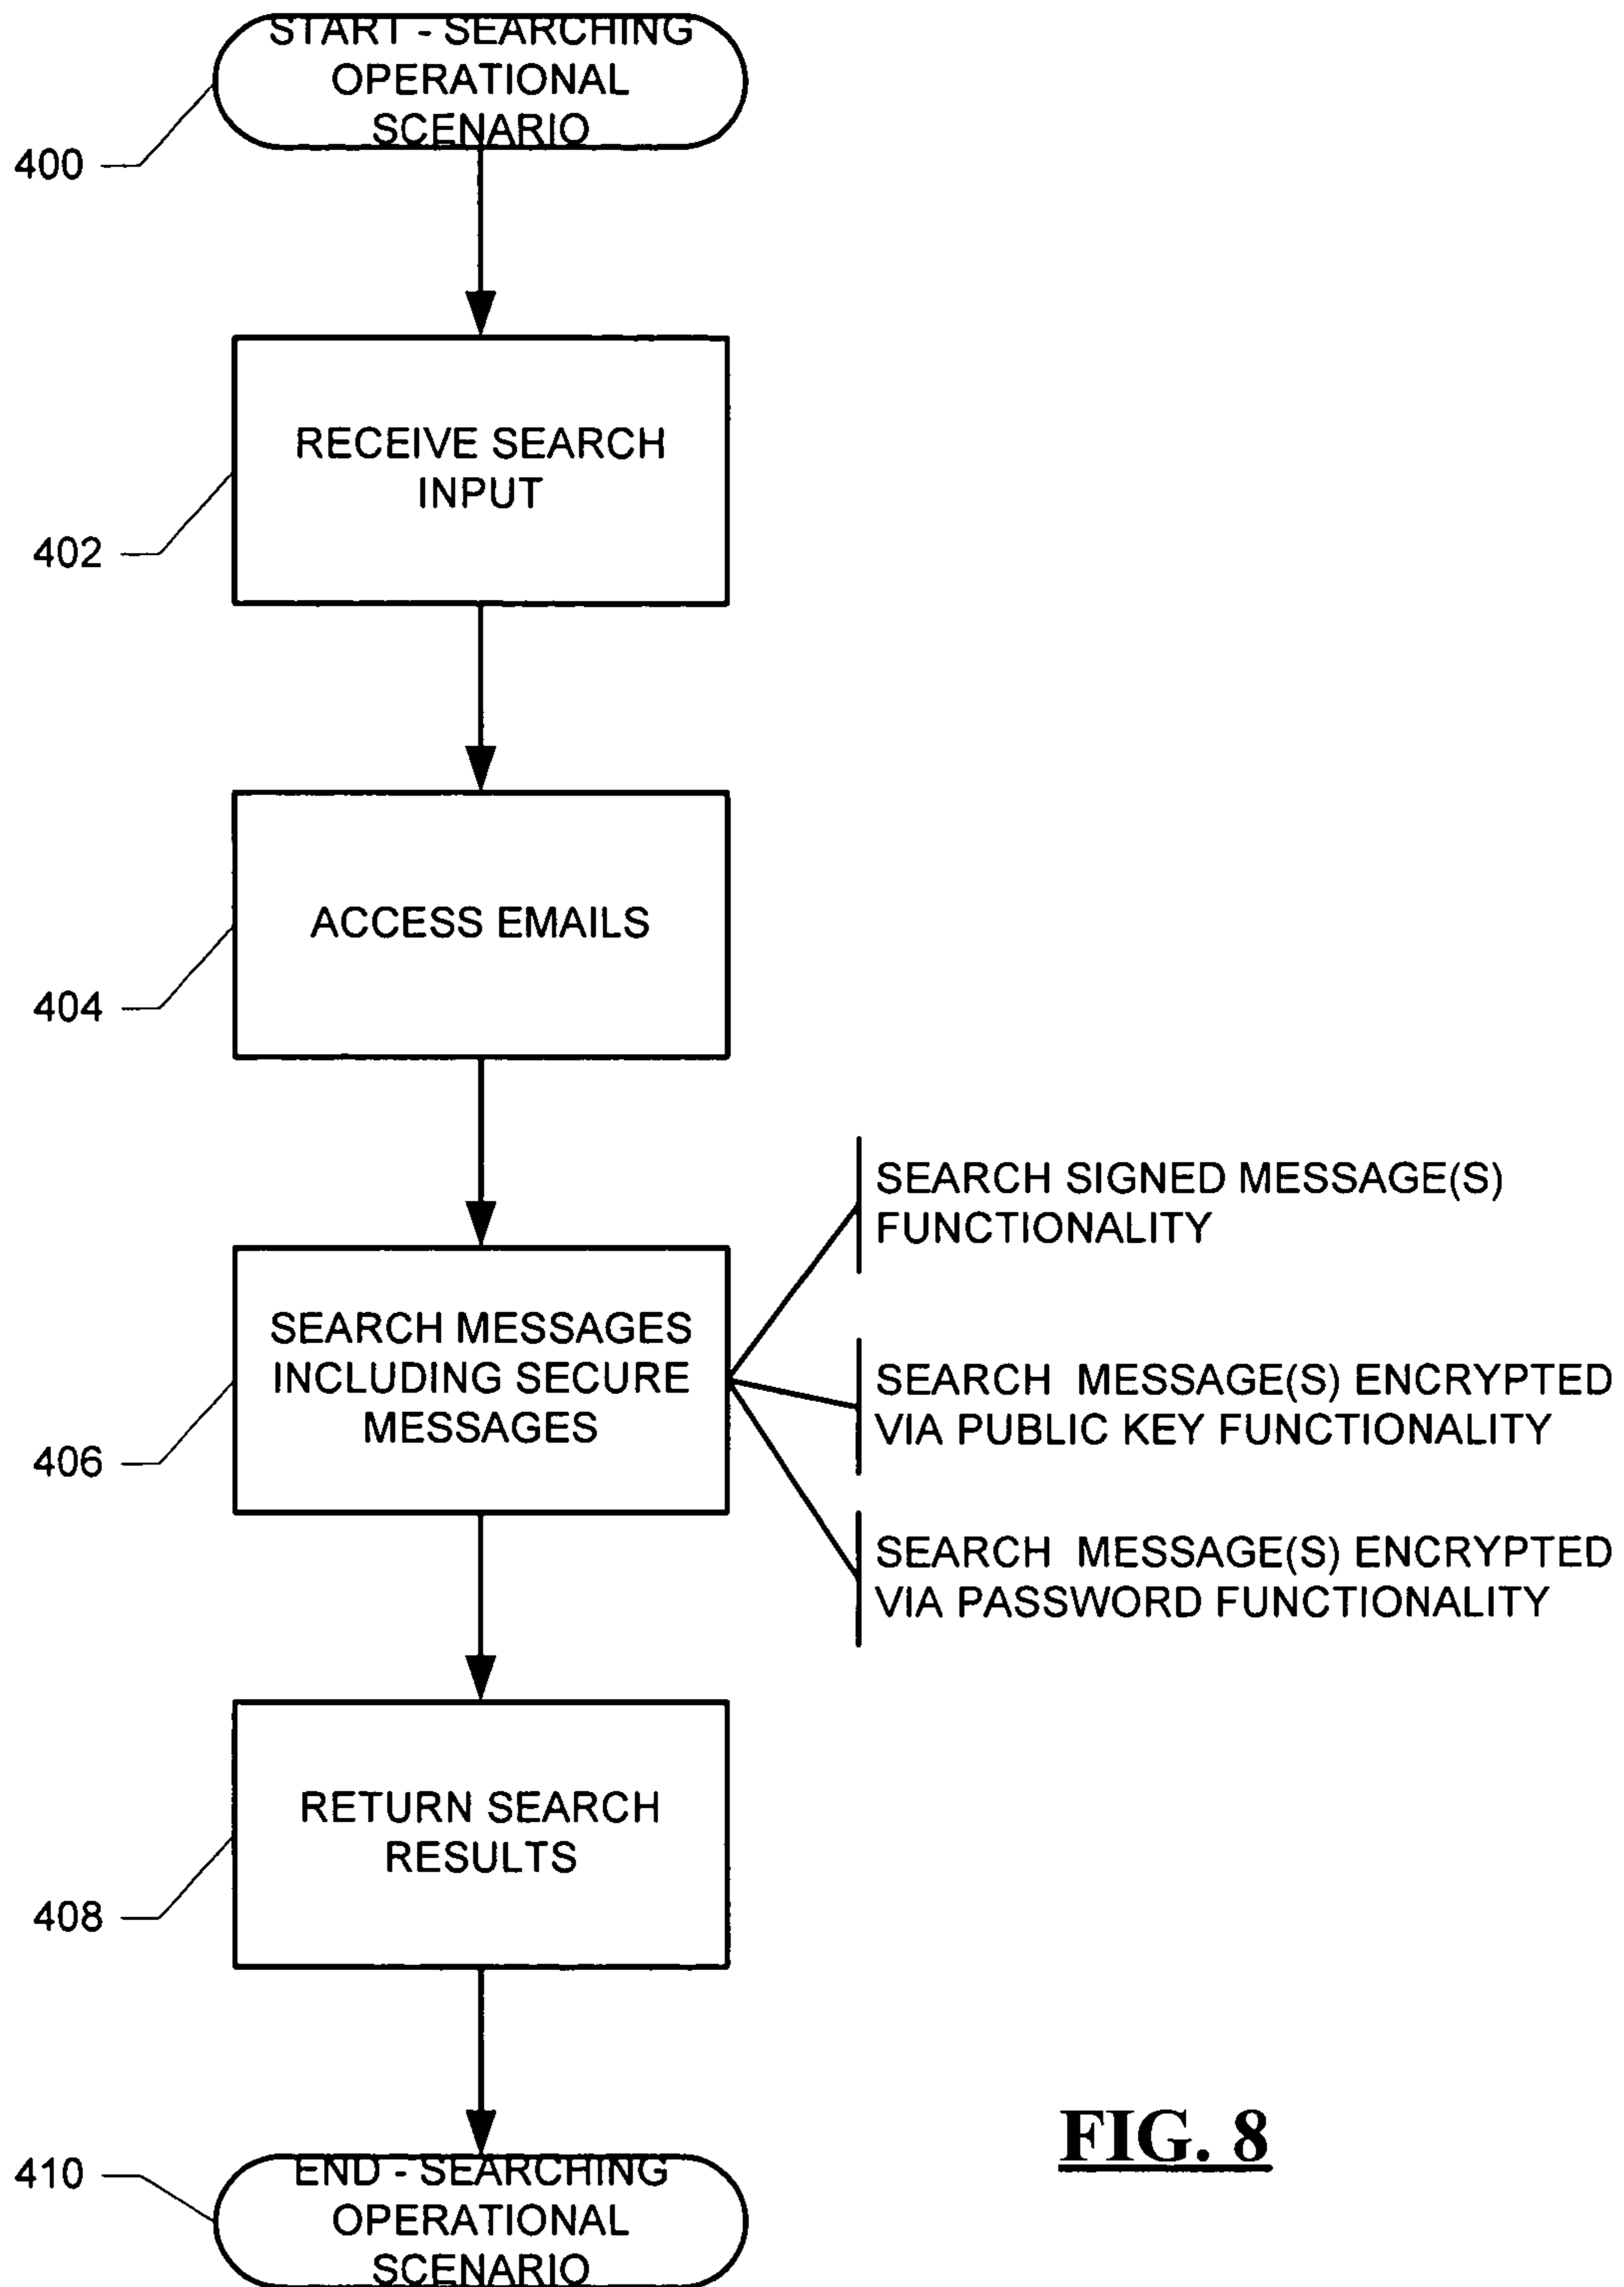 START - SEARCHING
OPERATIONAL
SCENARIO
400
RECEIVE SEARCH
INPUT
402
ACCESS EMAILS
404
SEARCH SIGNED MESSAGE(S)
FUNCTIONALITY
SEARCH MESSAGES
INCLUDING SECURE
MESSAGES
406
SEARCH MESSAGE(S) ENCRYPTED
VIA PUBLIC KEY FUNCTIONALITY
SEARCH MESSAGE(S) ENCRYPTED
VIA PASSWORD FUNCTIONALITY
RETURN SEARCH
RESULTS
408
FIG. 8
410
END - SEARCHING
OPERATIONAL
SCENARIO